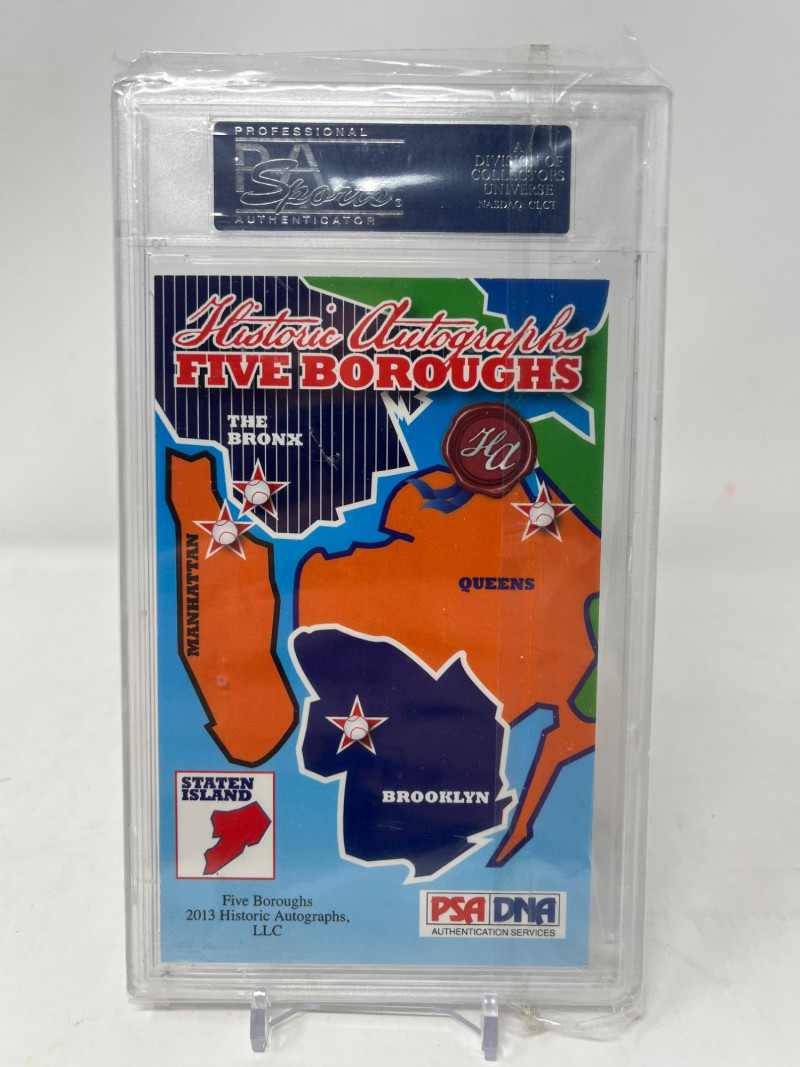 PROFESSIONAL
PSA
Sports
AUTHENTICATOR
A
DIVISION OF
COLLECTORS
UNIVERSE
NASDAQ: CLCT
Historic Autographs
FIVE BOROUGHS
THE
BRONX
HA
MANHATTAN
QUEENS
BROOKLYN
STATEN
ISLAND
Five Boroughs
2013 Historic Autographs,
LLC
PSA DNA
AUTHENTICATION SERVICES